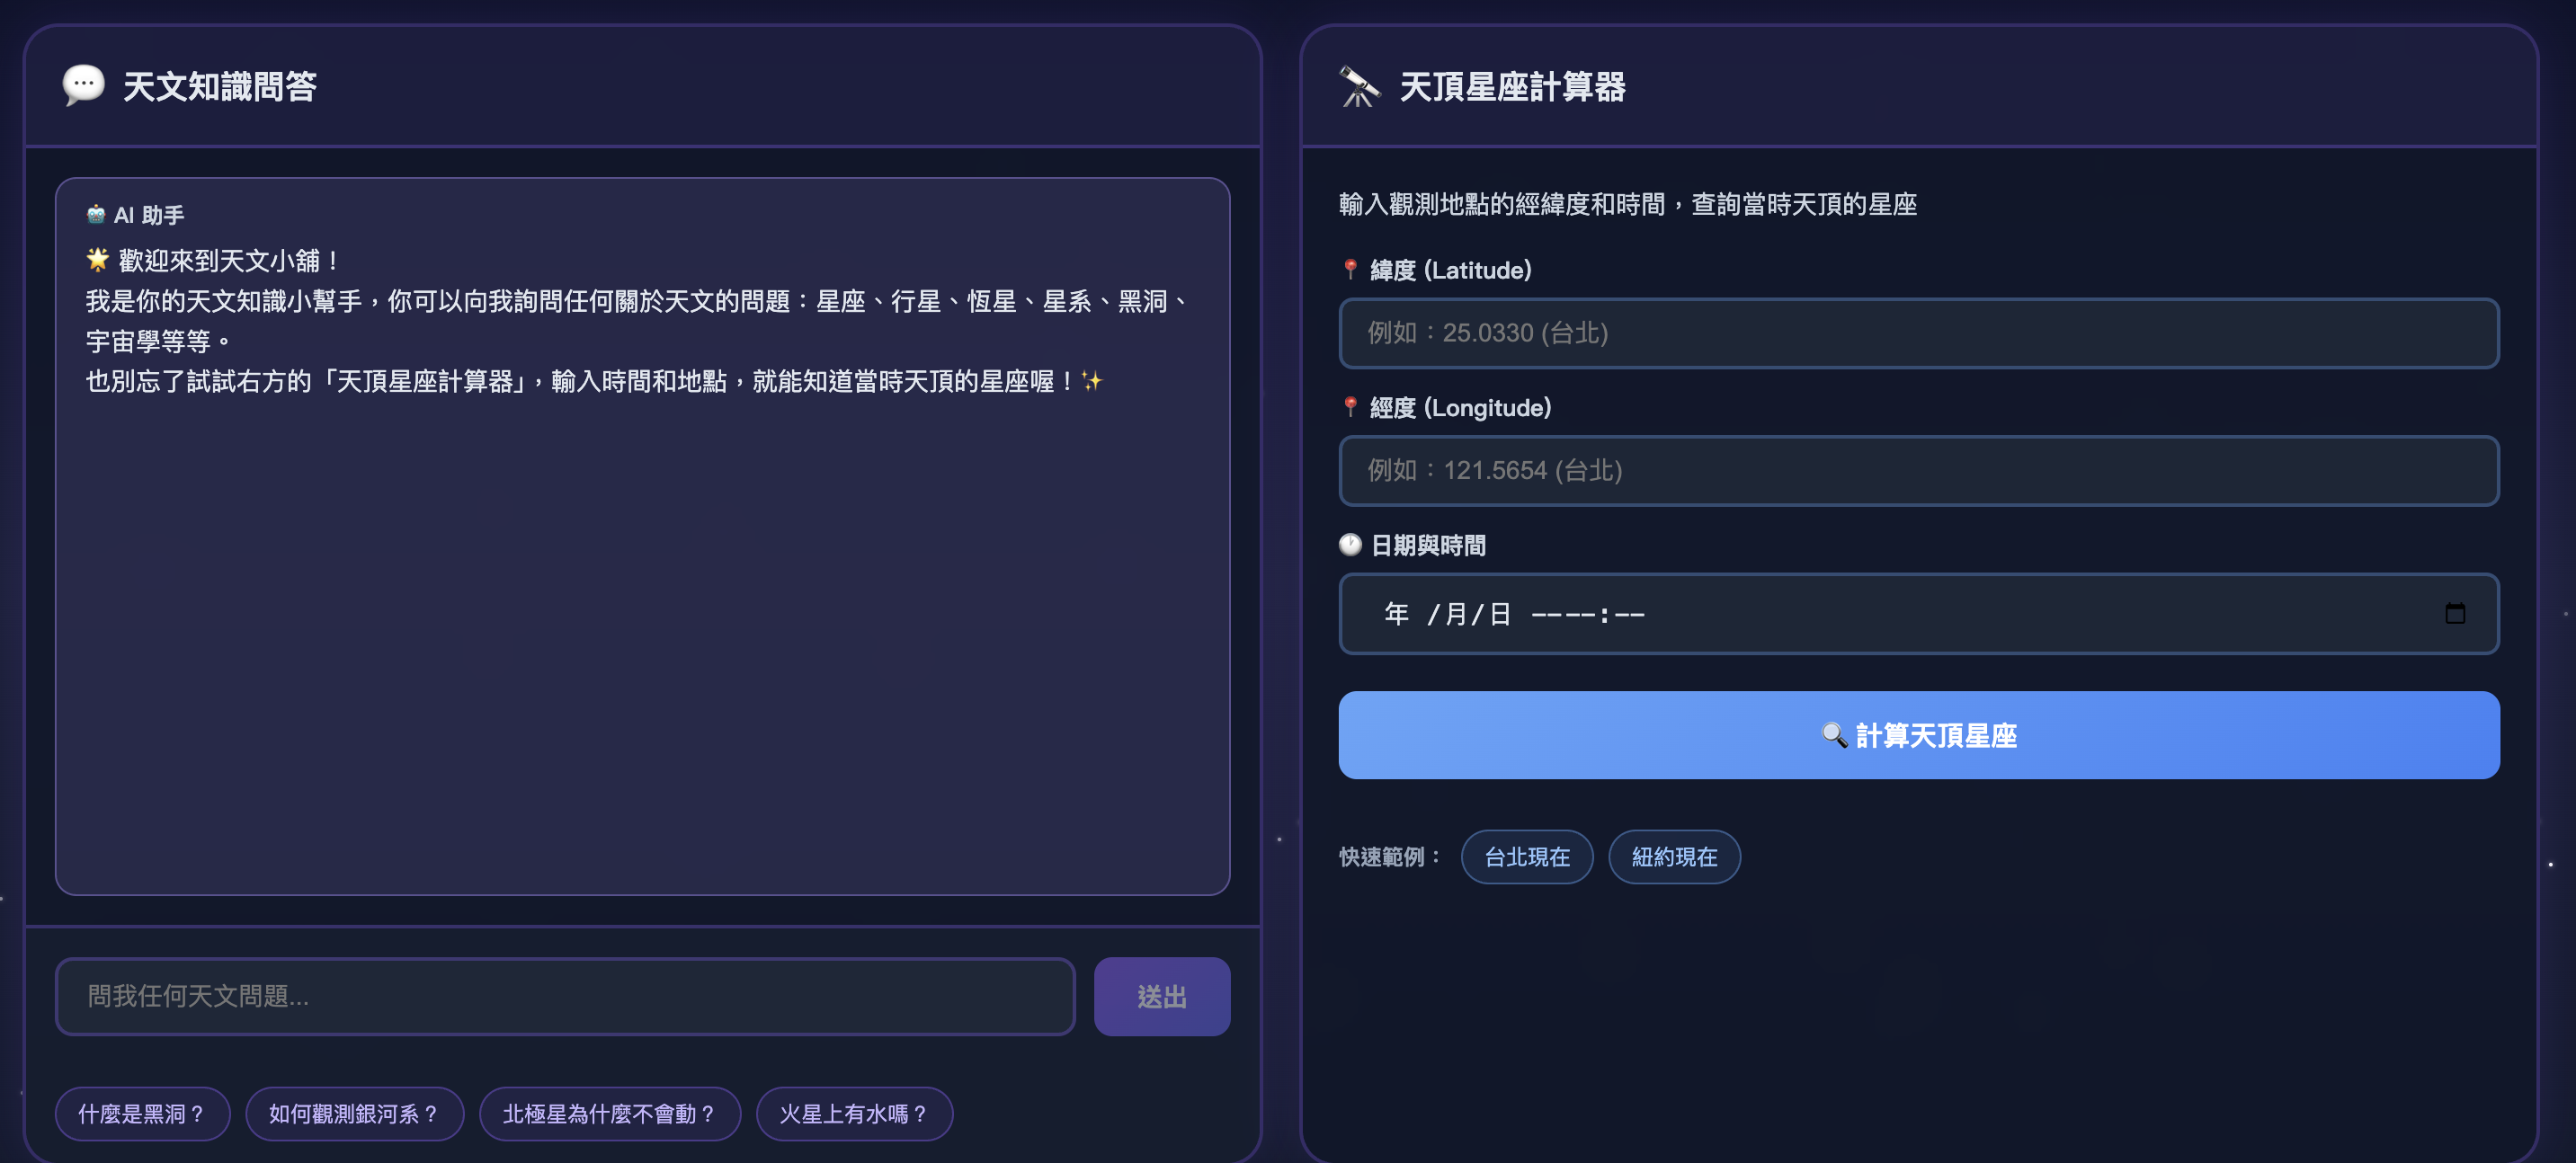 天文知識問答
AI 助手
歡迎來到天文小舖！
我是你的天文知識小幫手，你可以向我詢問任何關於天文的問題：星座、行星、恆星、星系、黑洞、
宇宙學等等。
也別忘了試試右方的「天頂星座計算器」，輸入時間和地點，就能知道當時天頂的星座喔！✨
問我任何天文問題...
送出
什麼是黑洞？
如何觀測銀河系？
北極星為什麼不會動？
火星上有水嗎？
天頂星座計算器
輸入觀測地點的經緯度和時間，查詢當時天頂的星座
緯度 (Latitude)
例如：25.0330 (台北)
經度 (Longitude)
例如：121.5654 (台北)
日期與時間
年 /月/日 ----:--
計算天頂星座
快速範例：
台北現在
紐約現在